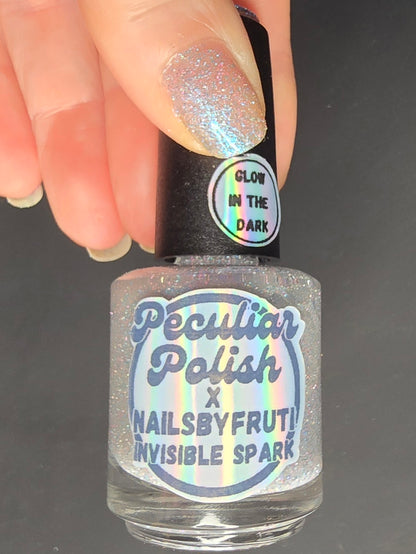 GLOW
IN THE
DARK
Peculiar
Polish
X
NAILSBYFRUTI
INVISIBLE SPARK